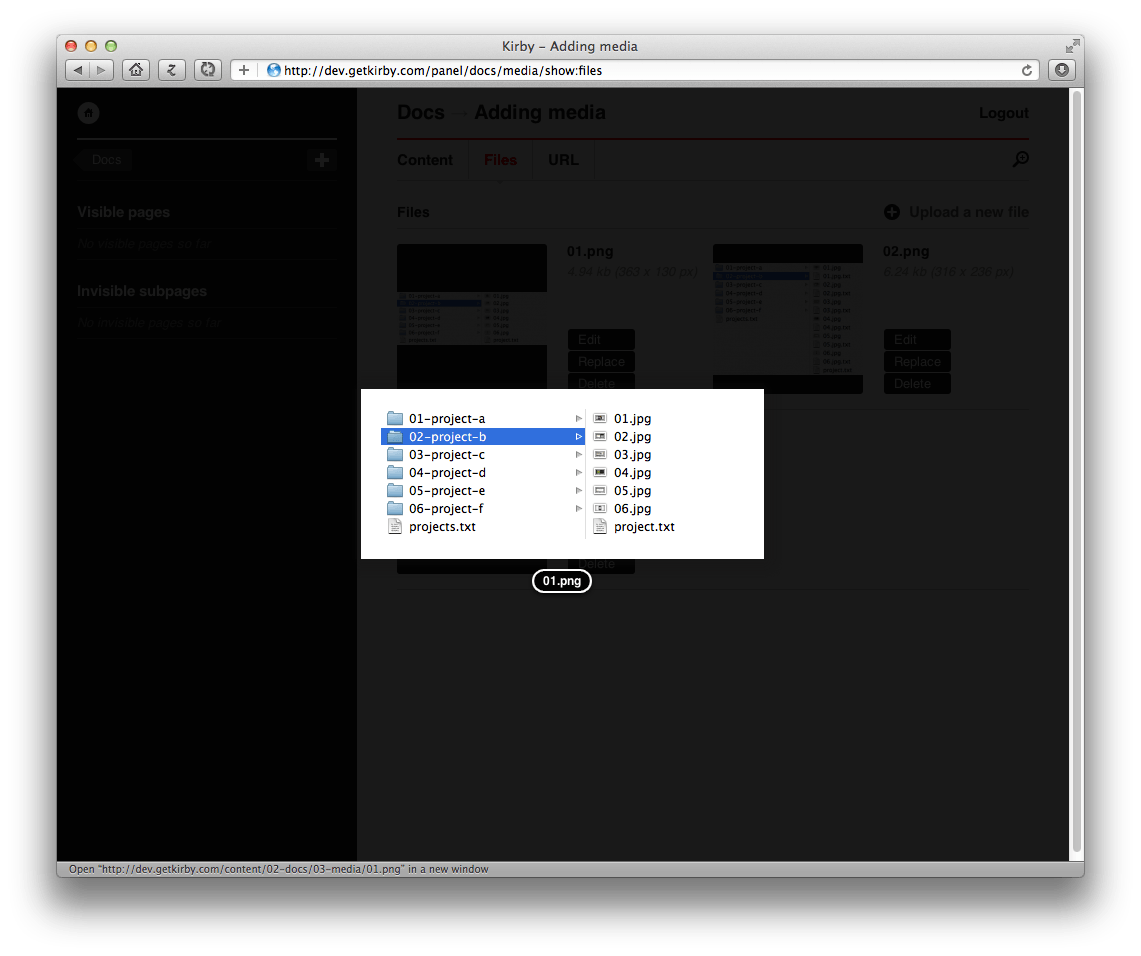 Kirby – Adding media
http://dev.getkirby.com/panel/docs/media/show:files
Docs → Adding media
Logout
Docs
Content
Files
URL
Visible pages
No visible pages so far
Invisible subpages
No invisible pages so far
Files
Upload a new file
01.png
4.94 kb (363 x 130 px)
Edit
Replace
Delete
02.png
6.24 kb (316 x 236 px)
Edit
Replace
Delete
01-project-a
02-project-b
03-project-c
04-project-d
05-project-e
06-project-f
projects.txt
01.jpg
02.jpg
03.jpg
04.jpg
05.jpg
06.jpg
project.txt
Delete
01.png
Open "http://dev.getkirby.com/content/02-docs/03-media/01.png" in a new window